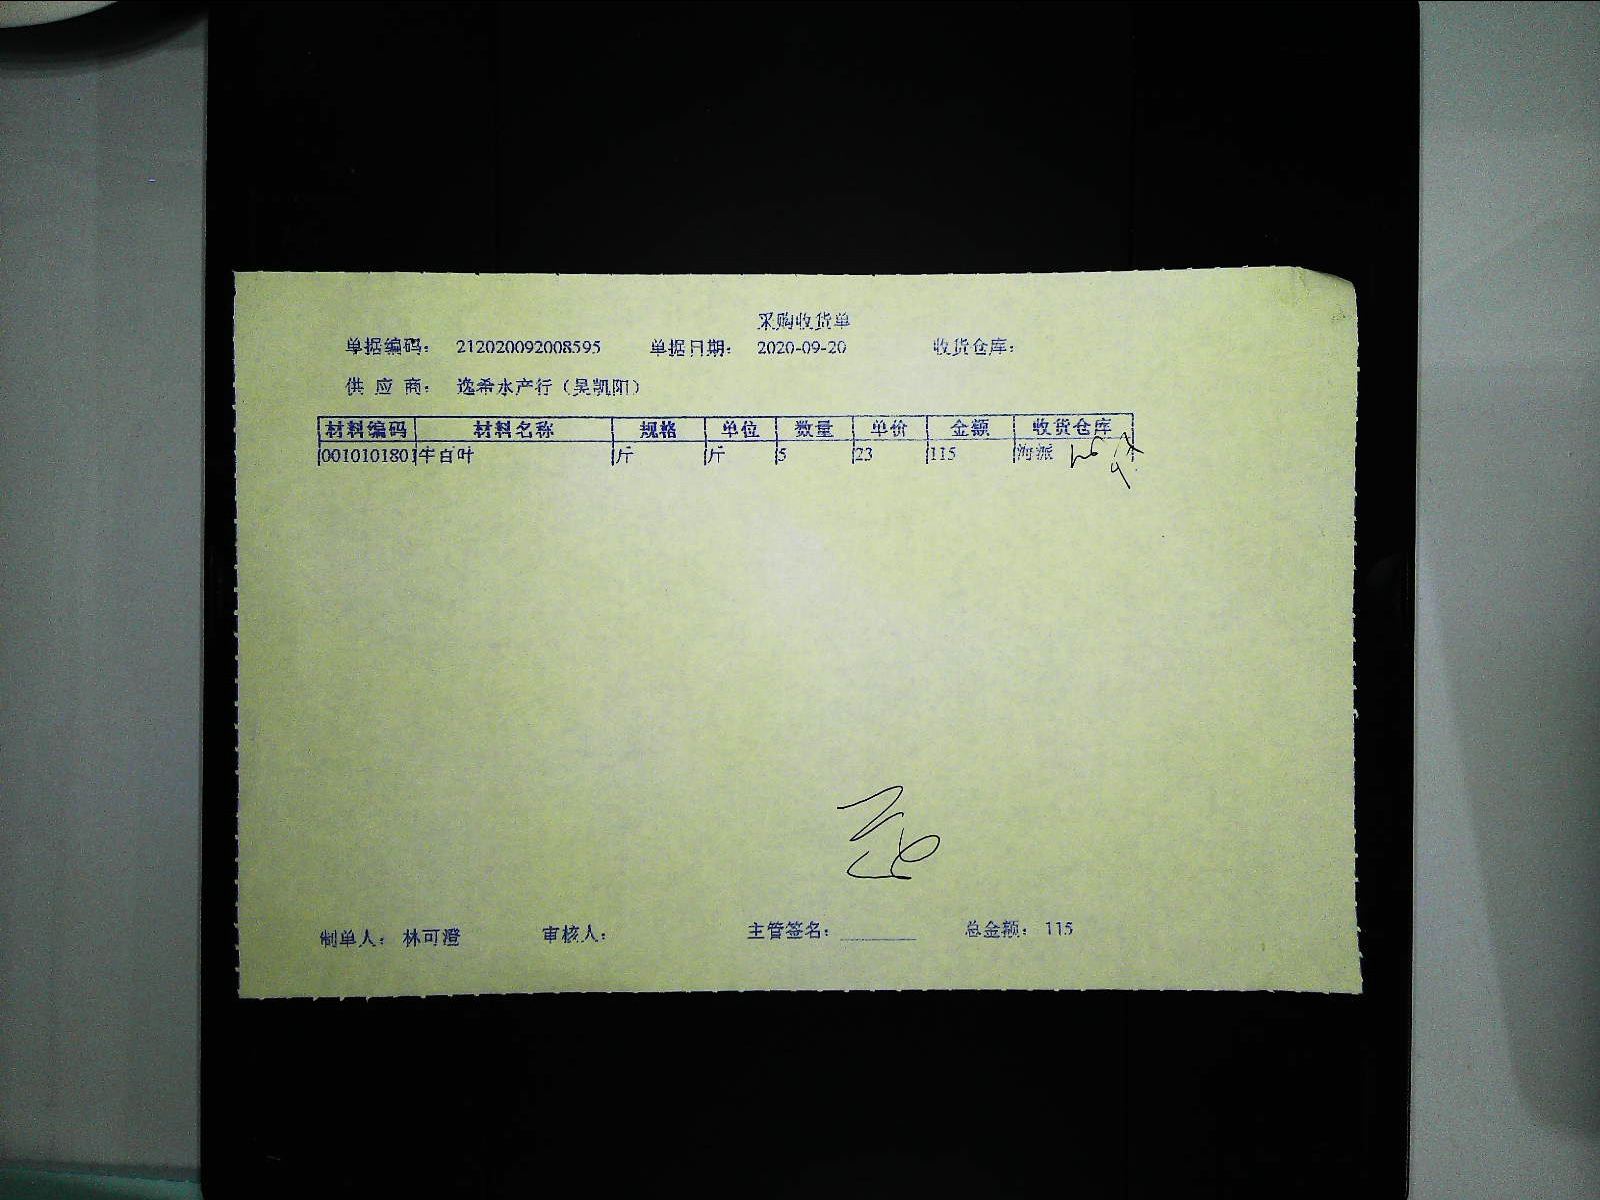 采购收货单
单据编码： 212020092008595 单据日期： 2020-09-20 收货仓库：
供 应 商： 逸希水产行（吴凯阳）
材料编码 材料名称 规格 单位 数量 单价 金额 收货仓库
0010101801 牛百叶 斤 斤 5 23 115 海派
制单人： 林可澄 审核人： 主管签名：________ 总金额： 115